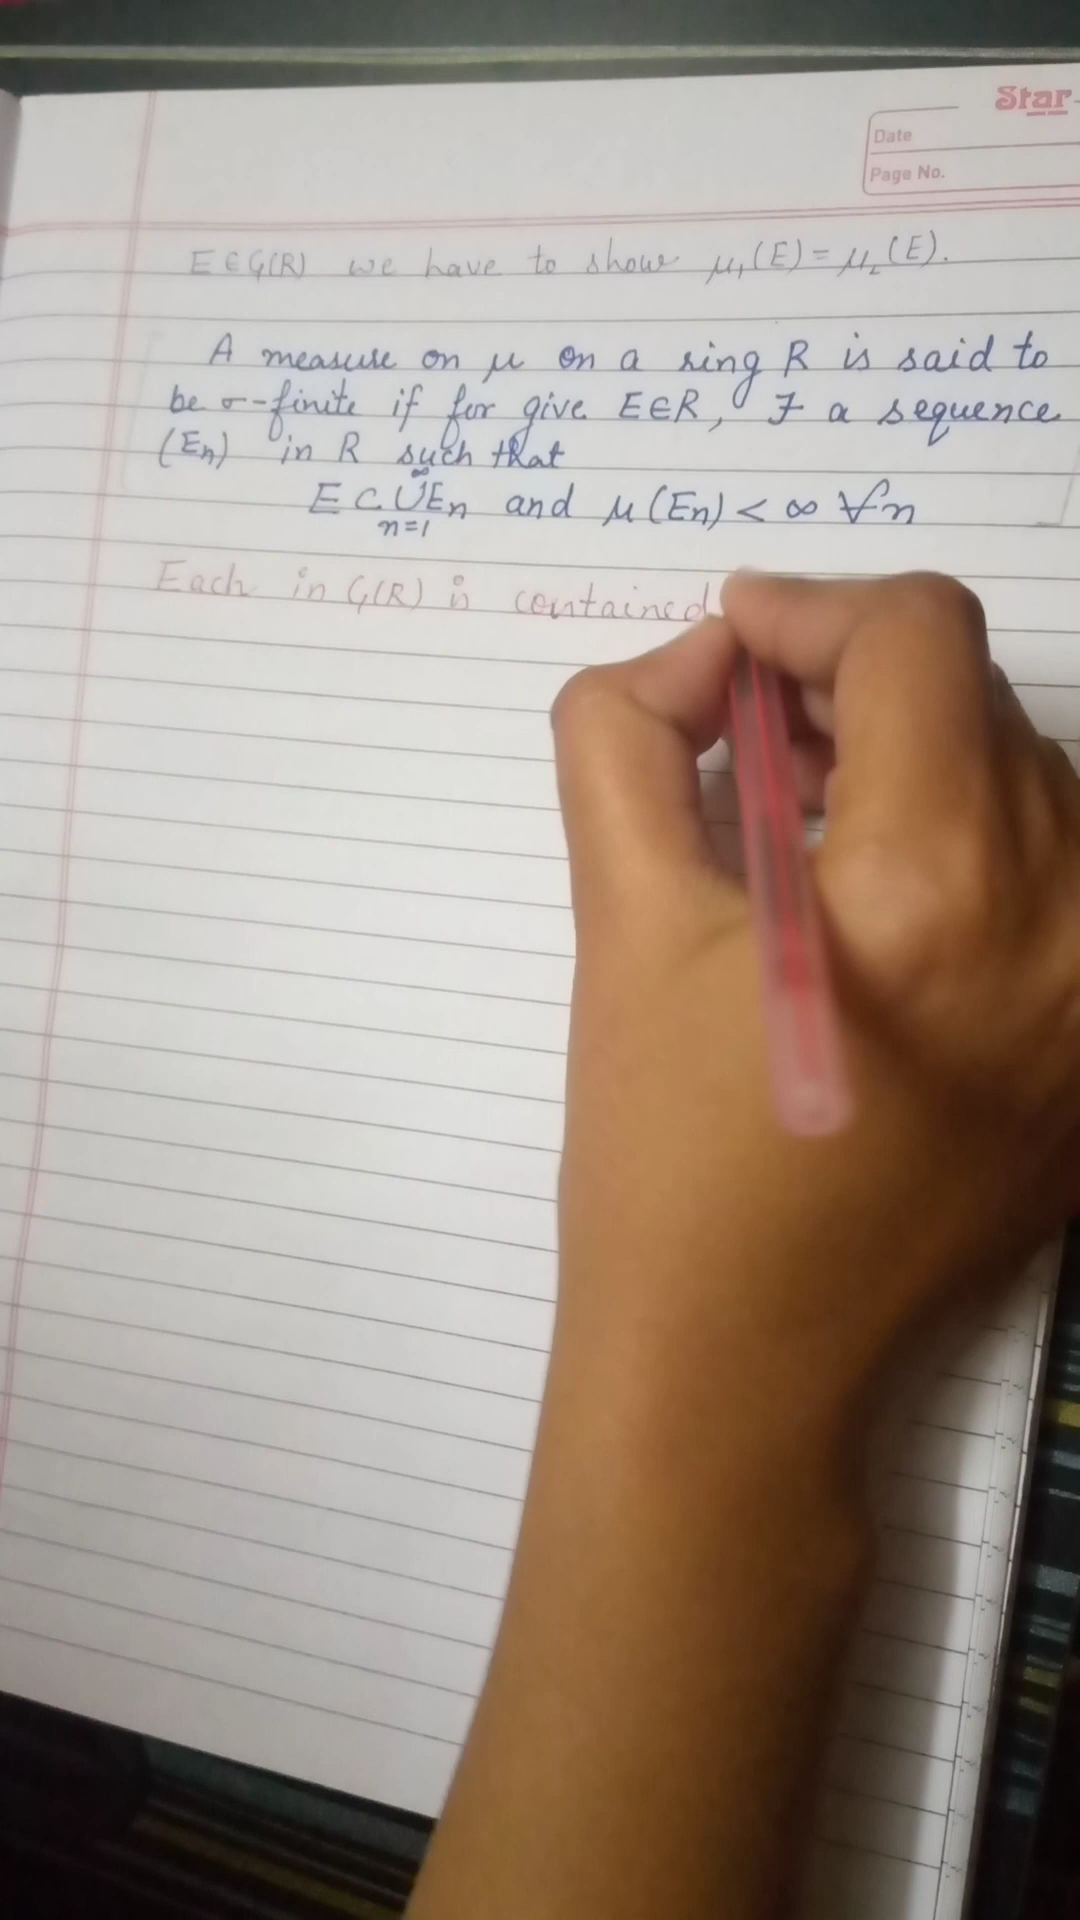 Star
Date
Page No.
E ∈ G(R) we have to show μ₁(E) = μ₂(E).
A measure on μ on a ring R is said to
be σ-finite if for give E∈R, ∃ a sequence
(En) in R such that
E ⊂ ∞∪n=1 En and μ(En) < ∞ ∀ n
Each in G(R) is contained